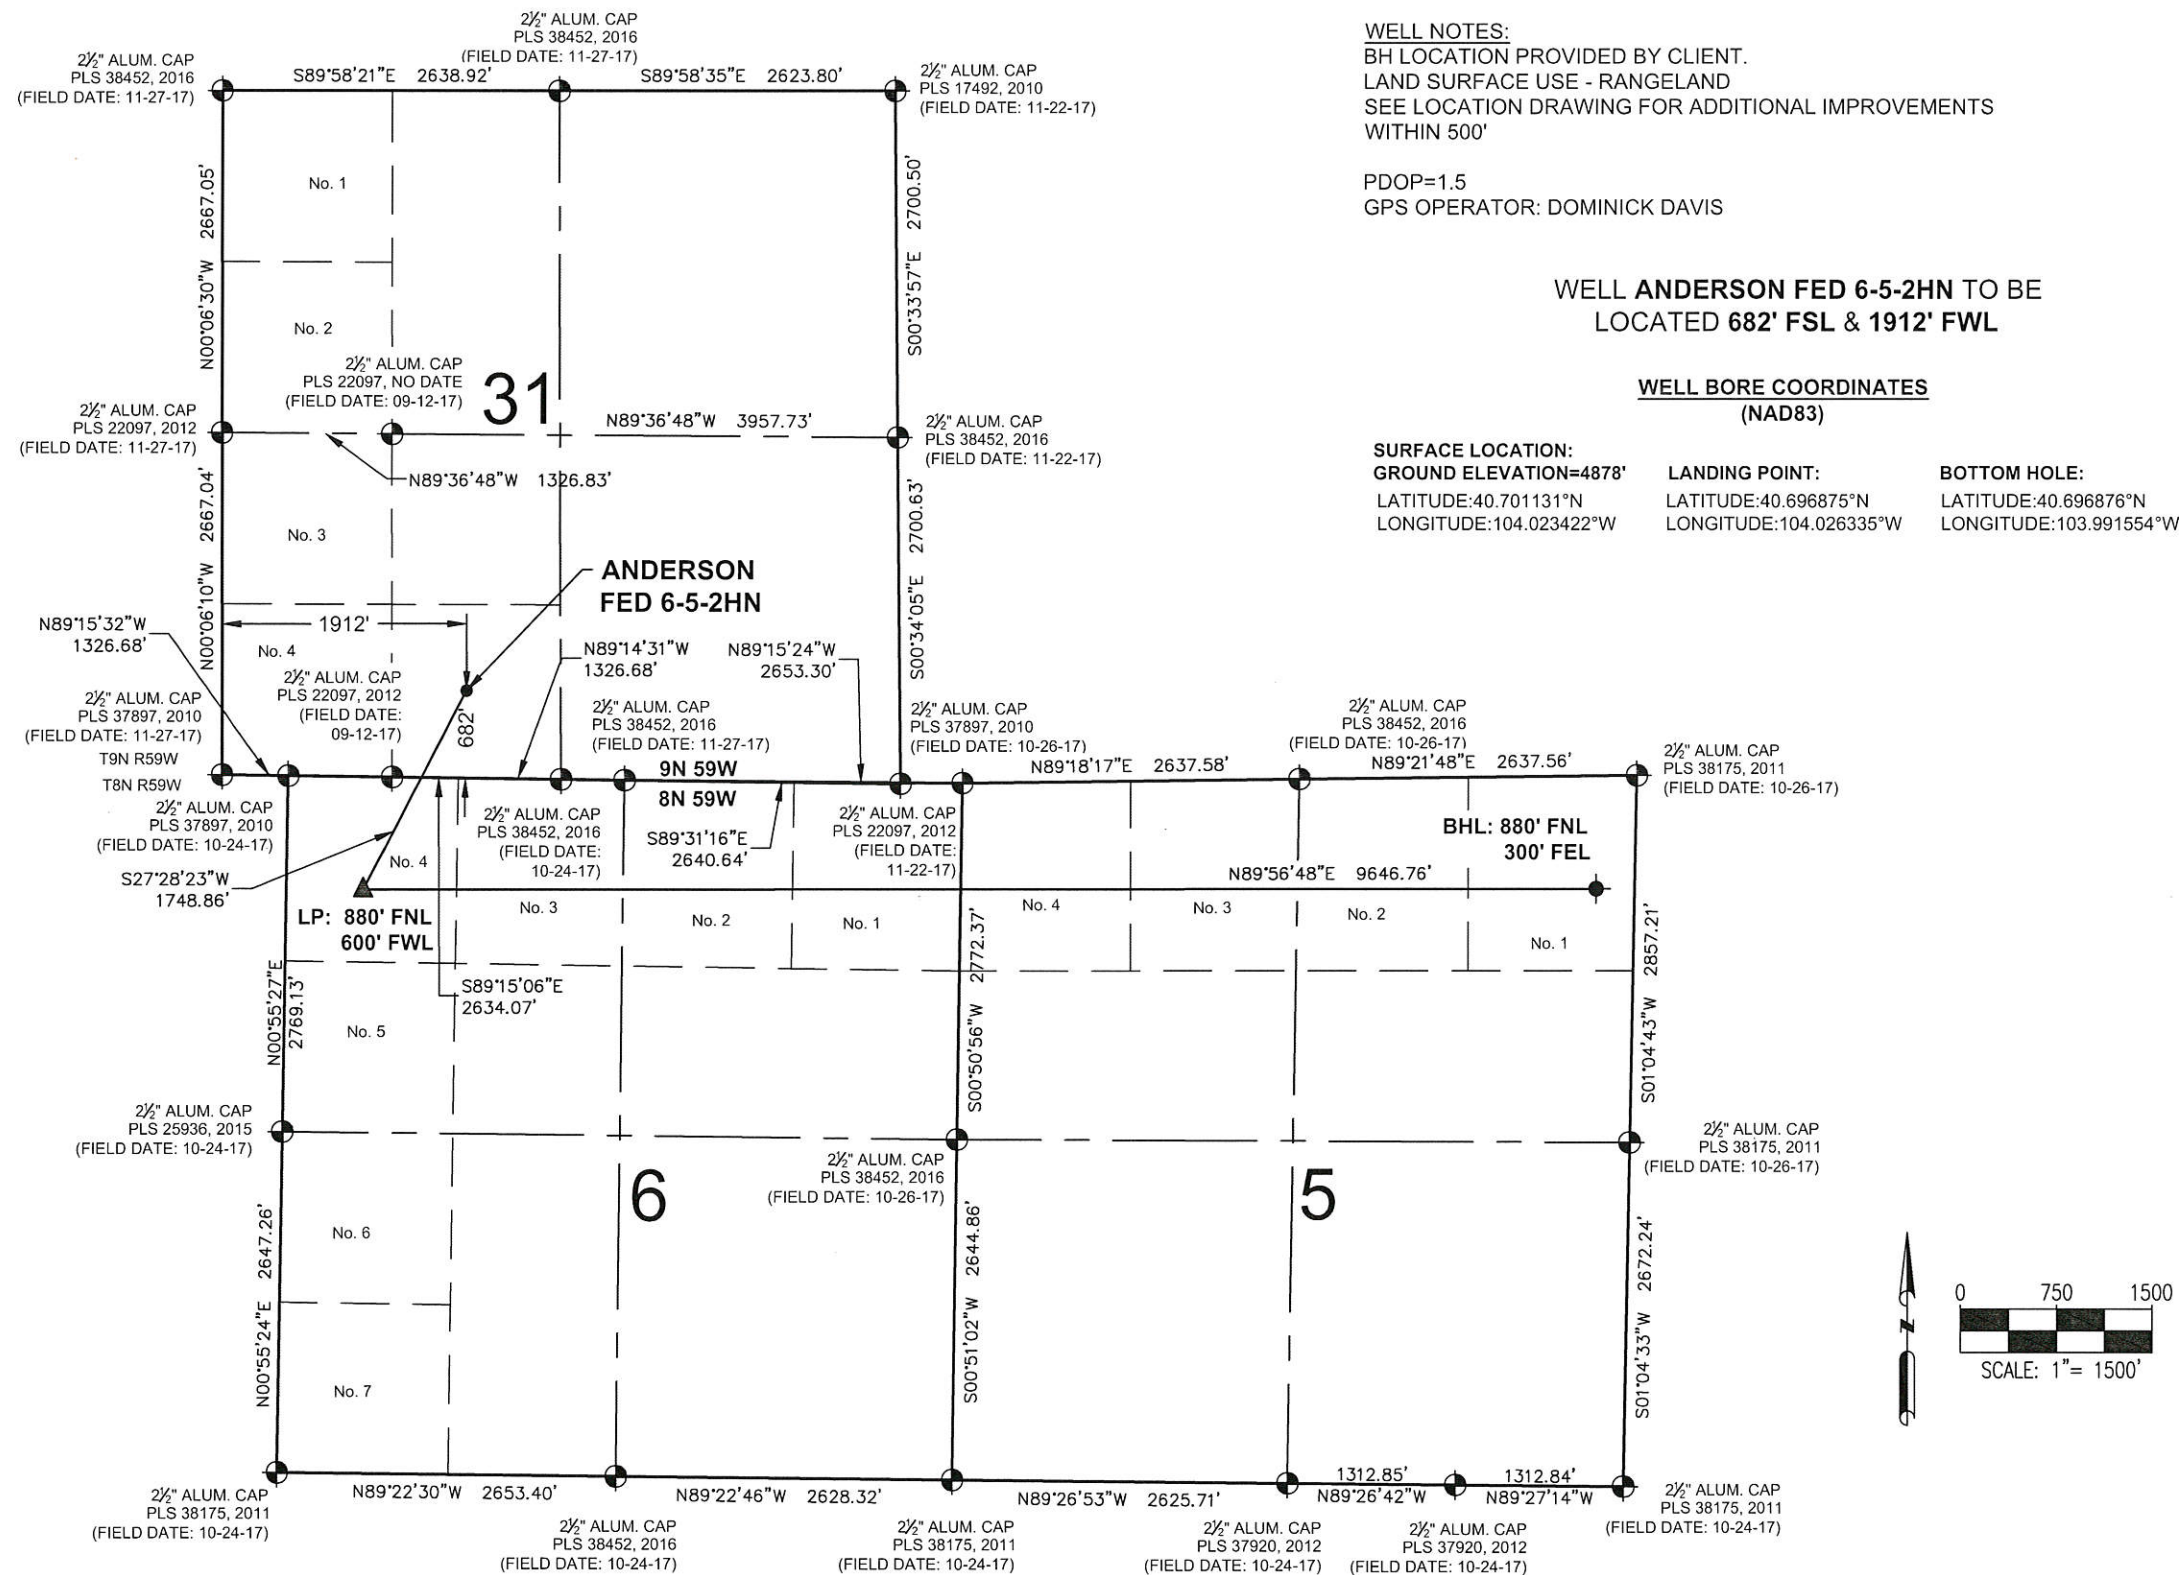 2½" ALUM. CAP
PLS 38452, 2016
(FIELD DATE: 11-27-17)
2½" ALUM. CAP
PLS 38452, 2016
(FIELD DATE: 11-27-17)
S89°58'21"E 2638.92'
S89°58'35"E 2623.80'
2½" ALUM. CAP
PLS 17492, 2010
(FIELD DATE: 11-22-17)
WELL NOTES:
BH LOCATION PROVIDED BY CLIENT.
LAND SURFACE USE - RANGELAND
SEE LOCATION DRAWING FOR ADDITIONAL IMPROVEMENTS
WITHIN 500'
PDOP=1.5
GPS OPERATOR: DOMINICK DAVIS
WELL ANDERSON FED 6-5-2HN TO BE
LOCATED 682' FSL & 1912' FWL
WELL BORE COORDINATES
(NAD83)
SURFACE LOCATION:
GROUND ELEVATION=4878'
LATITUDE:40.701131°N
LONGITUDE:104.023422°W
LANDING POINT:
LATITUDE:40.696875°N
LONGITUDE:104.026335°W
BOTTOM HOLE:
LATITUDE:40.696876°N
LONGITUDE:103.991554°W
N00°06'30"W 2667.05'
No. 1
No. 2
S00°33'57"E 2700.50'
2½" ALUM. CAP
PLS 22097, NO DATE
(FIELD DATE: 09-12-17)
31
2½" ALUM. CAP
PLS 22097, 2012
(FIELD DATE: 11-27-17)
N89°36'48"W 3957.73'
2½" ALUM. CAP
PLS 38452, 2016
(FIELD DATE: 11-22-17)
N89°36'48"W 1326.83'
N00°06'10"W 2667.04'
No. 3
S00°34'05"E 2700.63'
ANDERSON
FED 6-5-2HN
1912'
N89°15'32"W
1326.68'
No. 4
N89°14'31"W
1326.68'
N89°15'24"W
2653.30'
2½" ALUM. CAP
PLS 22097, 2012
(FIELD DATE:
09-12-17)
682'
2½" ALUM. CAP
PLS 37897, 2010
(FIELD DATE: 11-27-17)
2½" ALUM. CAP
PLS 38452, 2016
(FIELD DATE: 11-27-17)
2½" ALUM. CAP
PLS 37897, 2010
(FIELD DATE: 10-26-17)
2½" ALUM. CAP
PLS 38452, 2016
(FIELD DATE: 10-26-17)
2½" ALUM. CAP
PLS 38175, 2011
(FIELD DATE: 10-26-17)
T9N R59W
T8N R59W
9N 59W
8N 59W
N89°18'17"E 2637.58'
N89°21'48"E 2637.56'
2½" ALUM. CAP
PLS 37897, 2010
(FIELD DATE: 10-24-17)
2½" ALUM. CAP
PLS 38452, 2016
(FIELD DATE:
10-24-17)
S89°31'16"E
2640.64'
2½" ALUM. CAP
PLS 22097, 2012
(FIELD DATE:
11-22-17)
BHL: 880' FNL
300' FEL
S27°28'23"W
1748.86'
No. 4
N89°56'48"E 9646.76'
LP: 880' FNL
600' FWL
No. 3
No. 2
No. 1
No. 4
No. 3
No. 2
No. 1
S89°15'06"E
2634.07'
N00°55'27"E
2769.13'
S00°50'56"W 2772.37'
S01°04'43"W 2857.21'
No. 5
2½" ALUM. CAP
PLS 25936, 2015
(FIELD DATE: 10-24-17)
2½" ALUM. CAP
PLS 38452, 2016
(FIELD DATE: 10-26-17)
2½" ALUM. CAP
PLS 38175, 2011
(FIELD DATE: 10-26-17)
6
5
No. 6
No. 7
N00°55'24"E 2647.26'
S00°51'02"W 2644.86'
S01°04'33"W 2672.24'
N
0 750 1500
SCALE: 1"= 1500'
N89°22'30"W 2653.40'
N89°22'46"W 2628.32'
N89°26'53"W 2625.71'
1312.85'
N89°26'42"W
1312.84'
N89°27'14"W
2½" ALUM. CAP
PLS 38175, 2011
(FIELD DATE: 10-24-17)
2½" ALUM. CAP
PLS 38452, 2016
(FIELD DATE: 10-24-17)
2½" ALUM. CAP
PLS 38175, 2011
(FIELD DATE: 10-24-17)
2½" ALUM. CAP
PLS 37920, 2012
(FIELD DATE: 10-24-17)
2½" ALUM. CAP
PLS 37920, 2012
(FIELD DATE: 10-24-17)
2½" ALUM. CAP
PLS 38175, 2011
(FIELD DATE: 10-24-17)